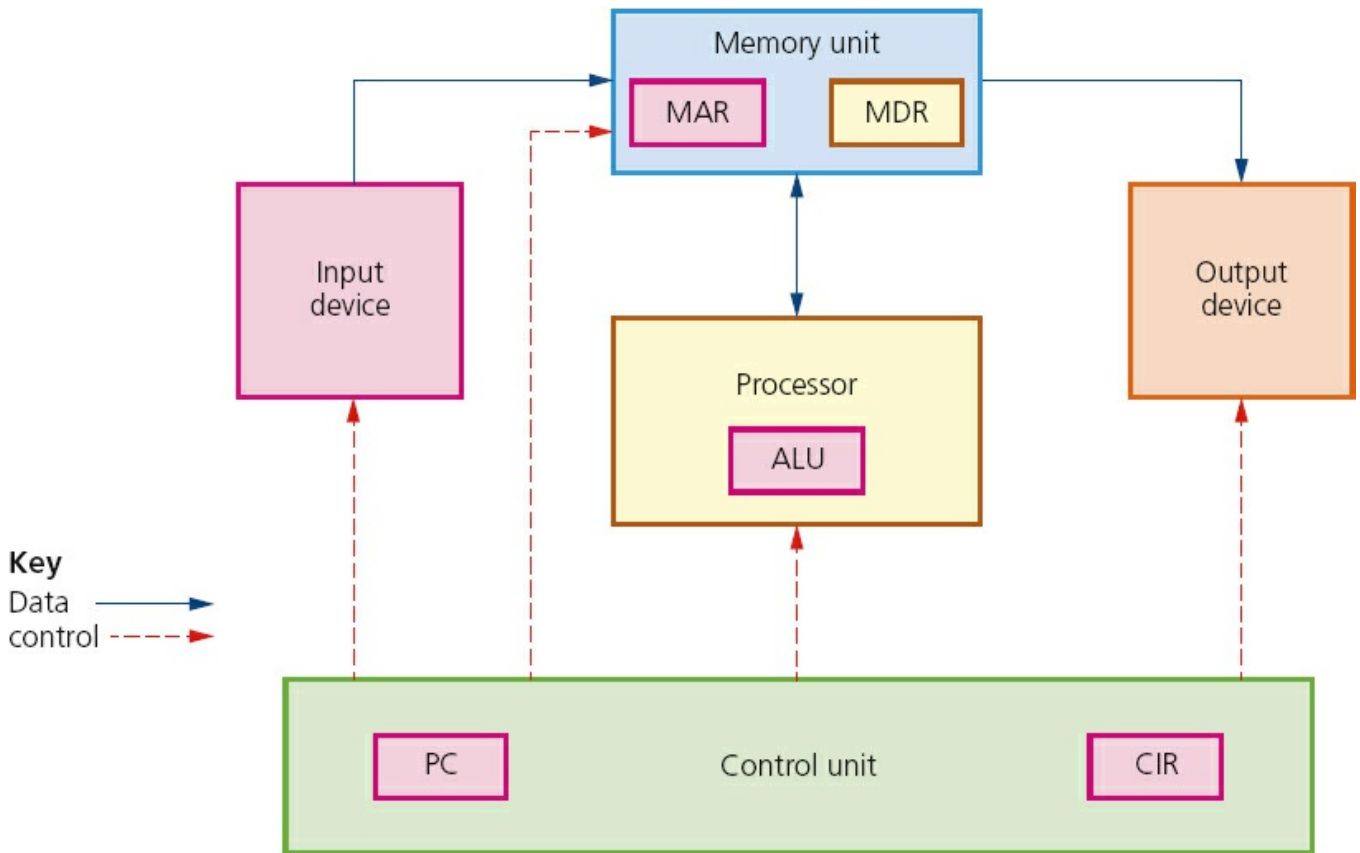 Memory unit
MAR
MDR
Input
device
Output
device
Processor
ALU
Key
Data
control
PC
Control unit
CIR